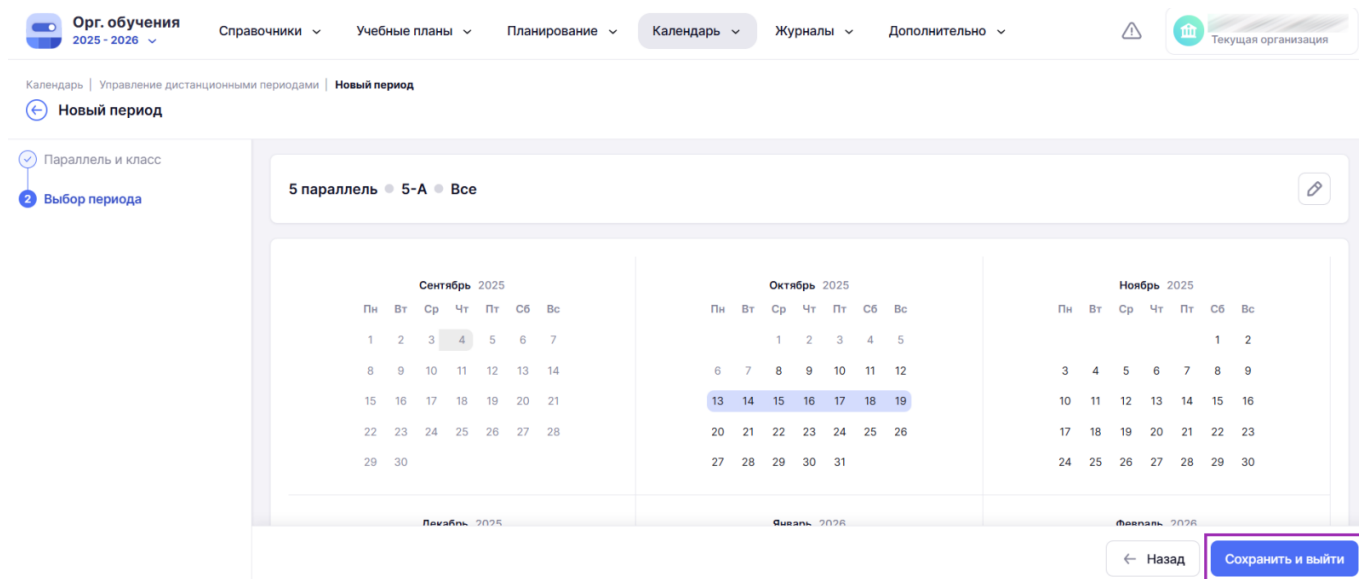 Орг. обучения
2025 - 2026
Справочники Учебные планы Планирование Календарь Журналы Дополнительно
Текущая организация
Календарь | Управление дистанционными периодами | Новый период
Новый период
Параллель и класс
2 Выбор периода
5 параллель 5-А Все
Сентябрь 2025 Октябрь 2025 Ноябрь 2025
Пн Вт Ср Чт Пт Сб Вс Пн Вт Ср Чт Пт Сб Вс Пн Вт Ср Чт Пт Сб Вс
1 2 3 4 5 6 7 1 2 3 4 5 1 2
8 9 10 11 12 13 14 6 7 8 9 10 11 12 3 4 5 6 7 8 9
15 16 17 18 19 20 21 13 14 15 16 17 18 19 10 11 12 13 14 15 16
22 23 24 25 26 27 28 20 21 22 23 24 25 26 17 18 19 20 21 22 23
29 30 27 28 29 30 31 24 25 26 27 28 29 30
Декабрь 2025 Январь 2026 Февраль 2026
Назад Сохранить и выйти